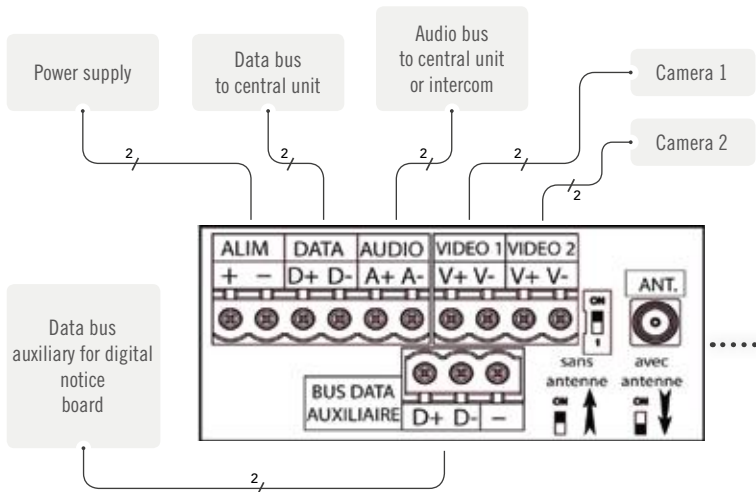 Power supply
Data bus
to central unit
Audio bus
to central unit
or intercom
Camera 1
Camera 2
2
2
2
2
2
ALIM DATA AUDIO VIDEO 1 VIDEO 2
+ − D+ D- A+ A- V+ V- V+ V-
ANT.
ON
1
sans
antenne
avec
antenne
ON
ON
BUS DATA
AUXILIAIRE D+ D- −
Data bus
auxiliary for digital
notice
board
2